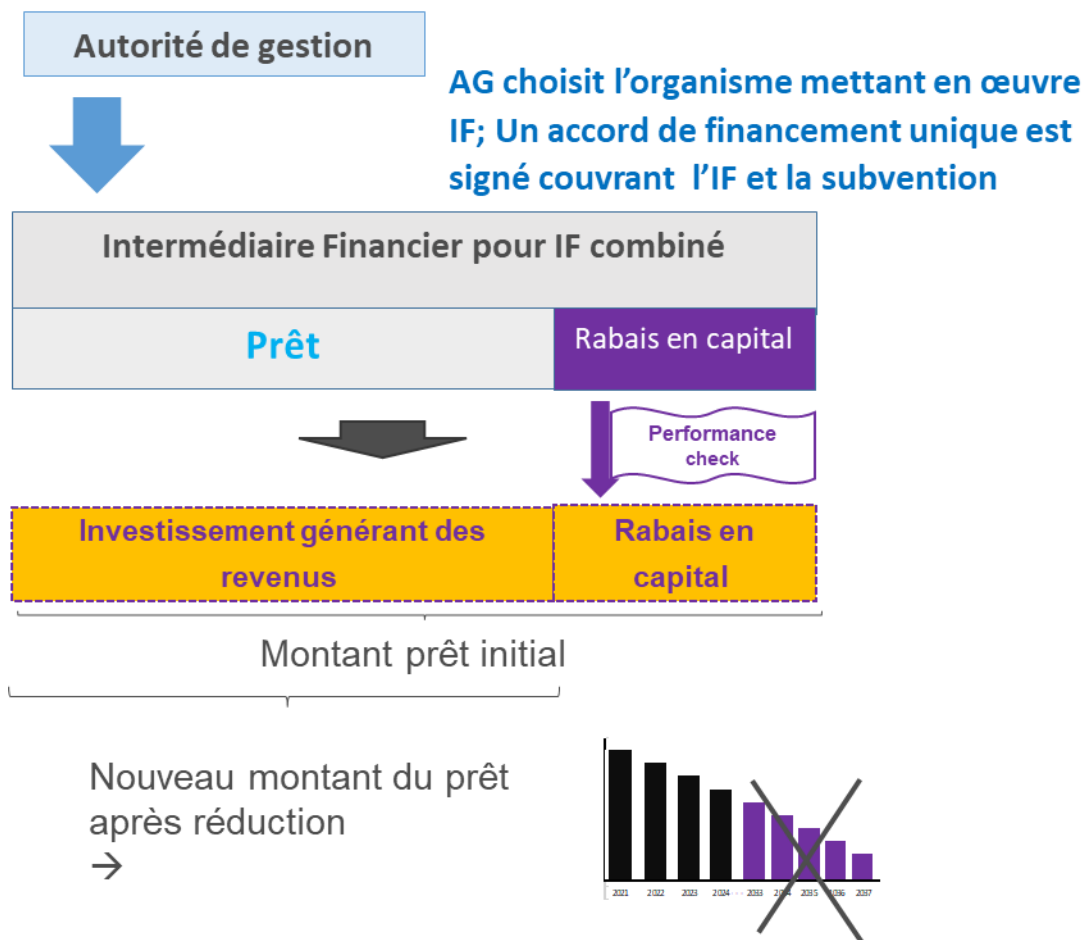 Autorité de gestion
AG choisit l’organisme mettant en œuvre
IF; Un accord de financement unique est
signé couvrant l’IF et la subvention
Intermédiaire Financier pour IF combiné
Prêt
Rabais en capital
Performance
check
Investissement générant des
revenus
Rabais en
capital
Montant prêt initial
Nouveau montant du prêt
après réduction
→
2021 2022 2023 2024 ... 2033 2035 2036 2037